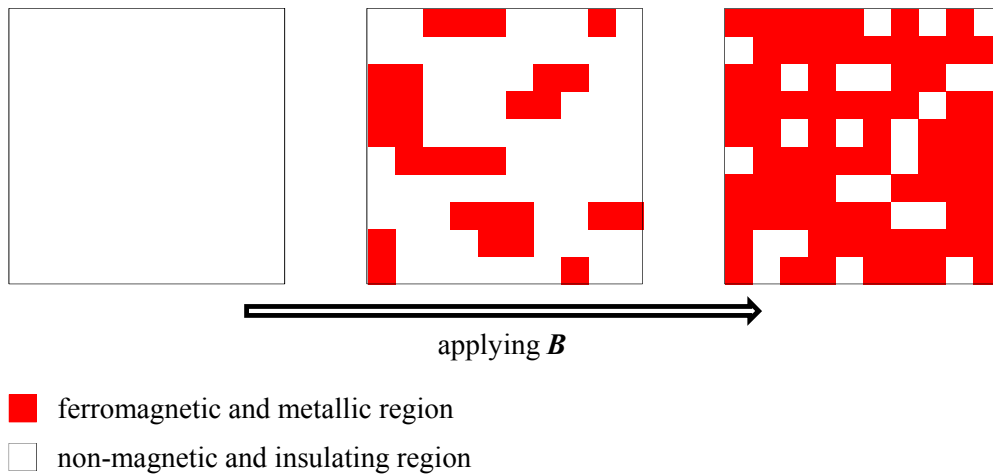 applying B
ferromagnetic and metallic region
non-magnetic and insulating region